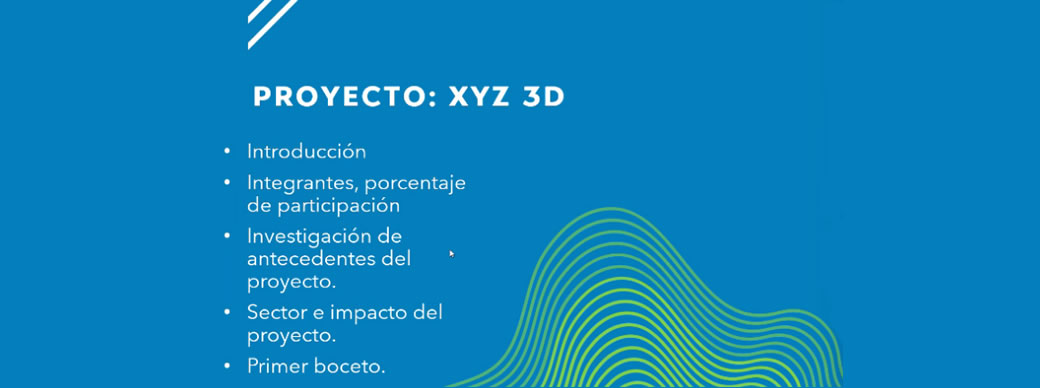 PROYECTO: XYZ 3D
• Introducción
• Integrantes, porcentaje
de participación
• Investigación de
antecedentes del
proyecto.
• Sector e impacto del
proyecto.
• Primer boceto.